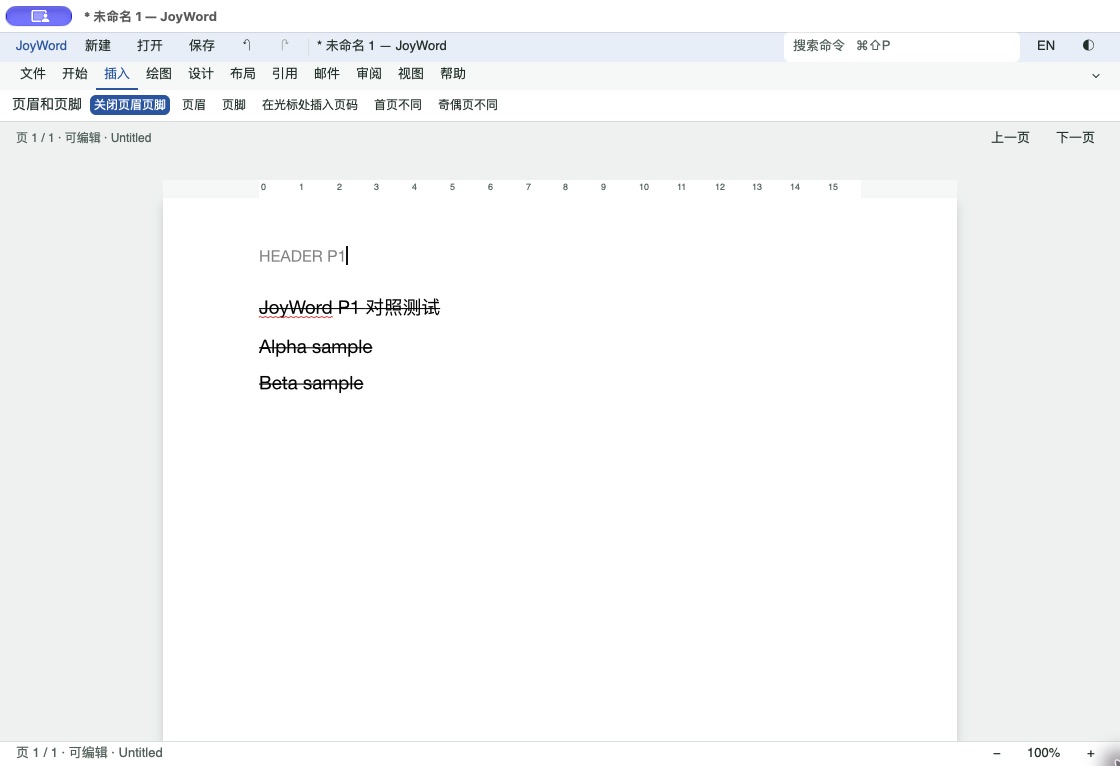 * 未命名 1 — JoyWord
JoyWord 新建 打开 保存 * 未命名 1 — JoyWord 搜索命令 ⌘⇧P EN
文件 开始 插入 绘图 设计 布局 引用 邮件 审阅 视图 帮助
页眉和页脚 关闭页眉页脚 页眉 页脚 在光标处插入页码 首页不同 奇偶页不同
页 1 / 1 · 可编辑 · Untitled 上一页 下一页
0 1 2 3 4 5 6 7 8 9 10 11 12 13 14 15
HEADER P1
JoyWord P1 对照测试
Alpha sample
Beta sample
页 1 / 1 · 可编辑 · Untitled − 100% +